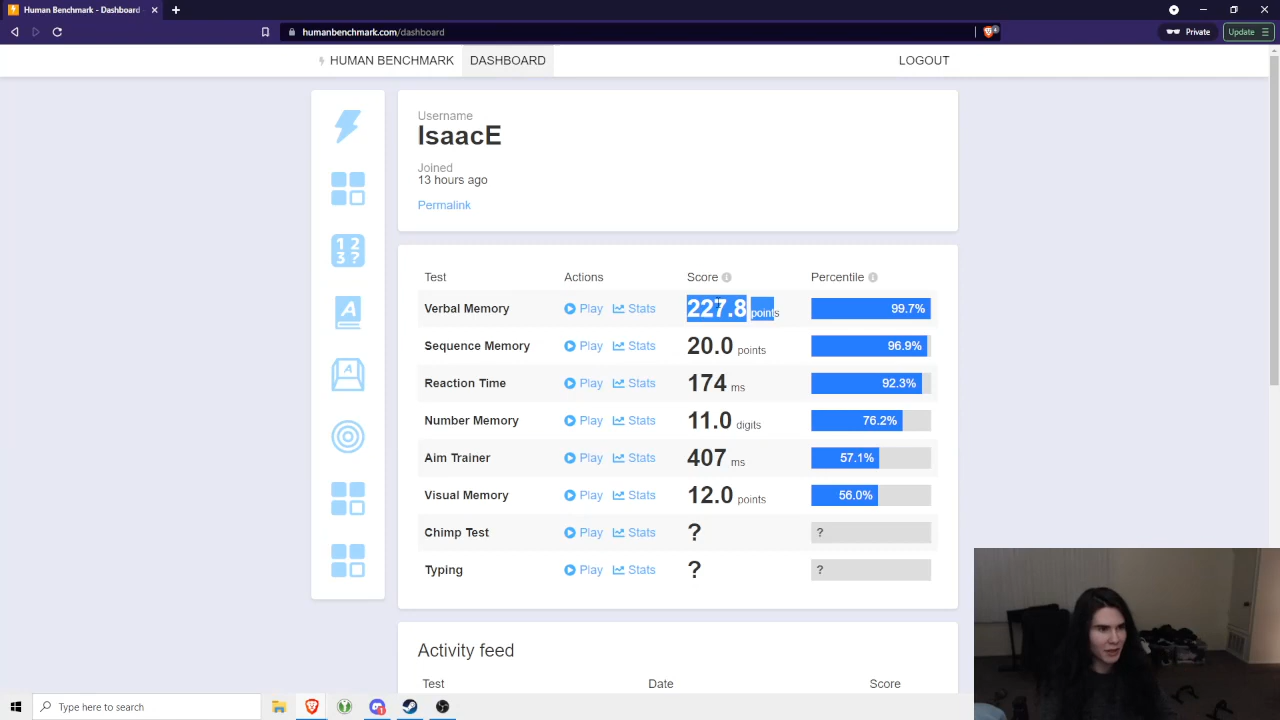 Human Benchmark - Dashboard
humanbenchmark.com/dashboard
Private
Update
HUMAN BENCHMARK
DASHBOARD
LOGOUT
Username
IsaacE
Joined
13 hours ago
Permalink
Test Actions Score Percentile
Verbal Memory Play Stats 227.8 points 99.7%
Sequence Memory Play Stats 20.0 points 96.9%
Reaction Time Play Stats 174 ms 92.3%
Number Memory Play Stats 11.0 digits 76.2%
Aim Trainer Play Stats 407 ms 57.1%
Visual Memory Play Stats 12.0 points 56.0%
Chimp Test Play Stats ? ?
Typing Play Stats ? ?
Activity feed
Test Date Score
Type here to search